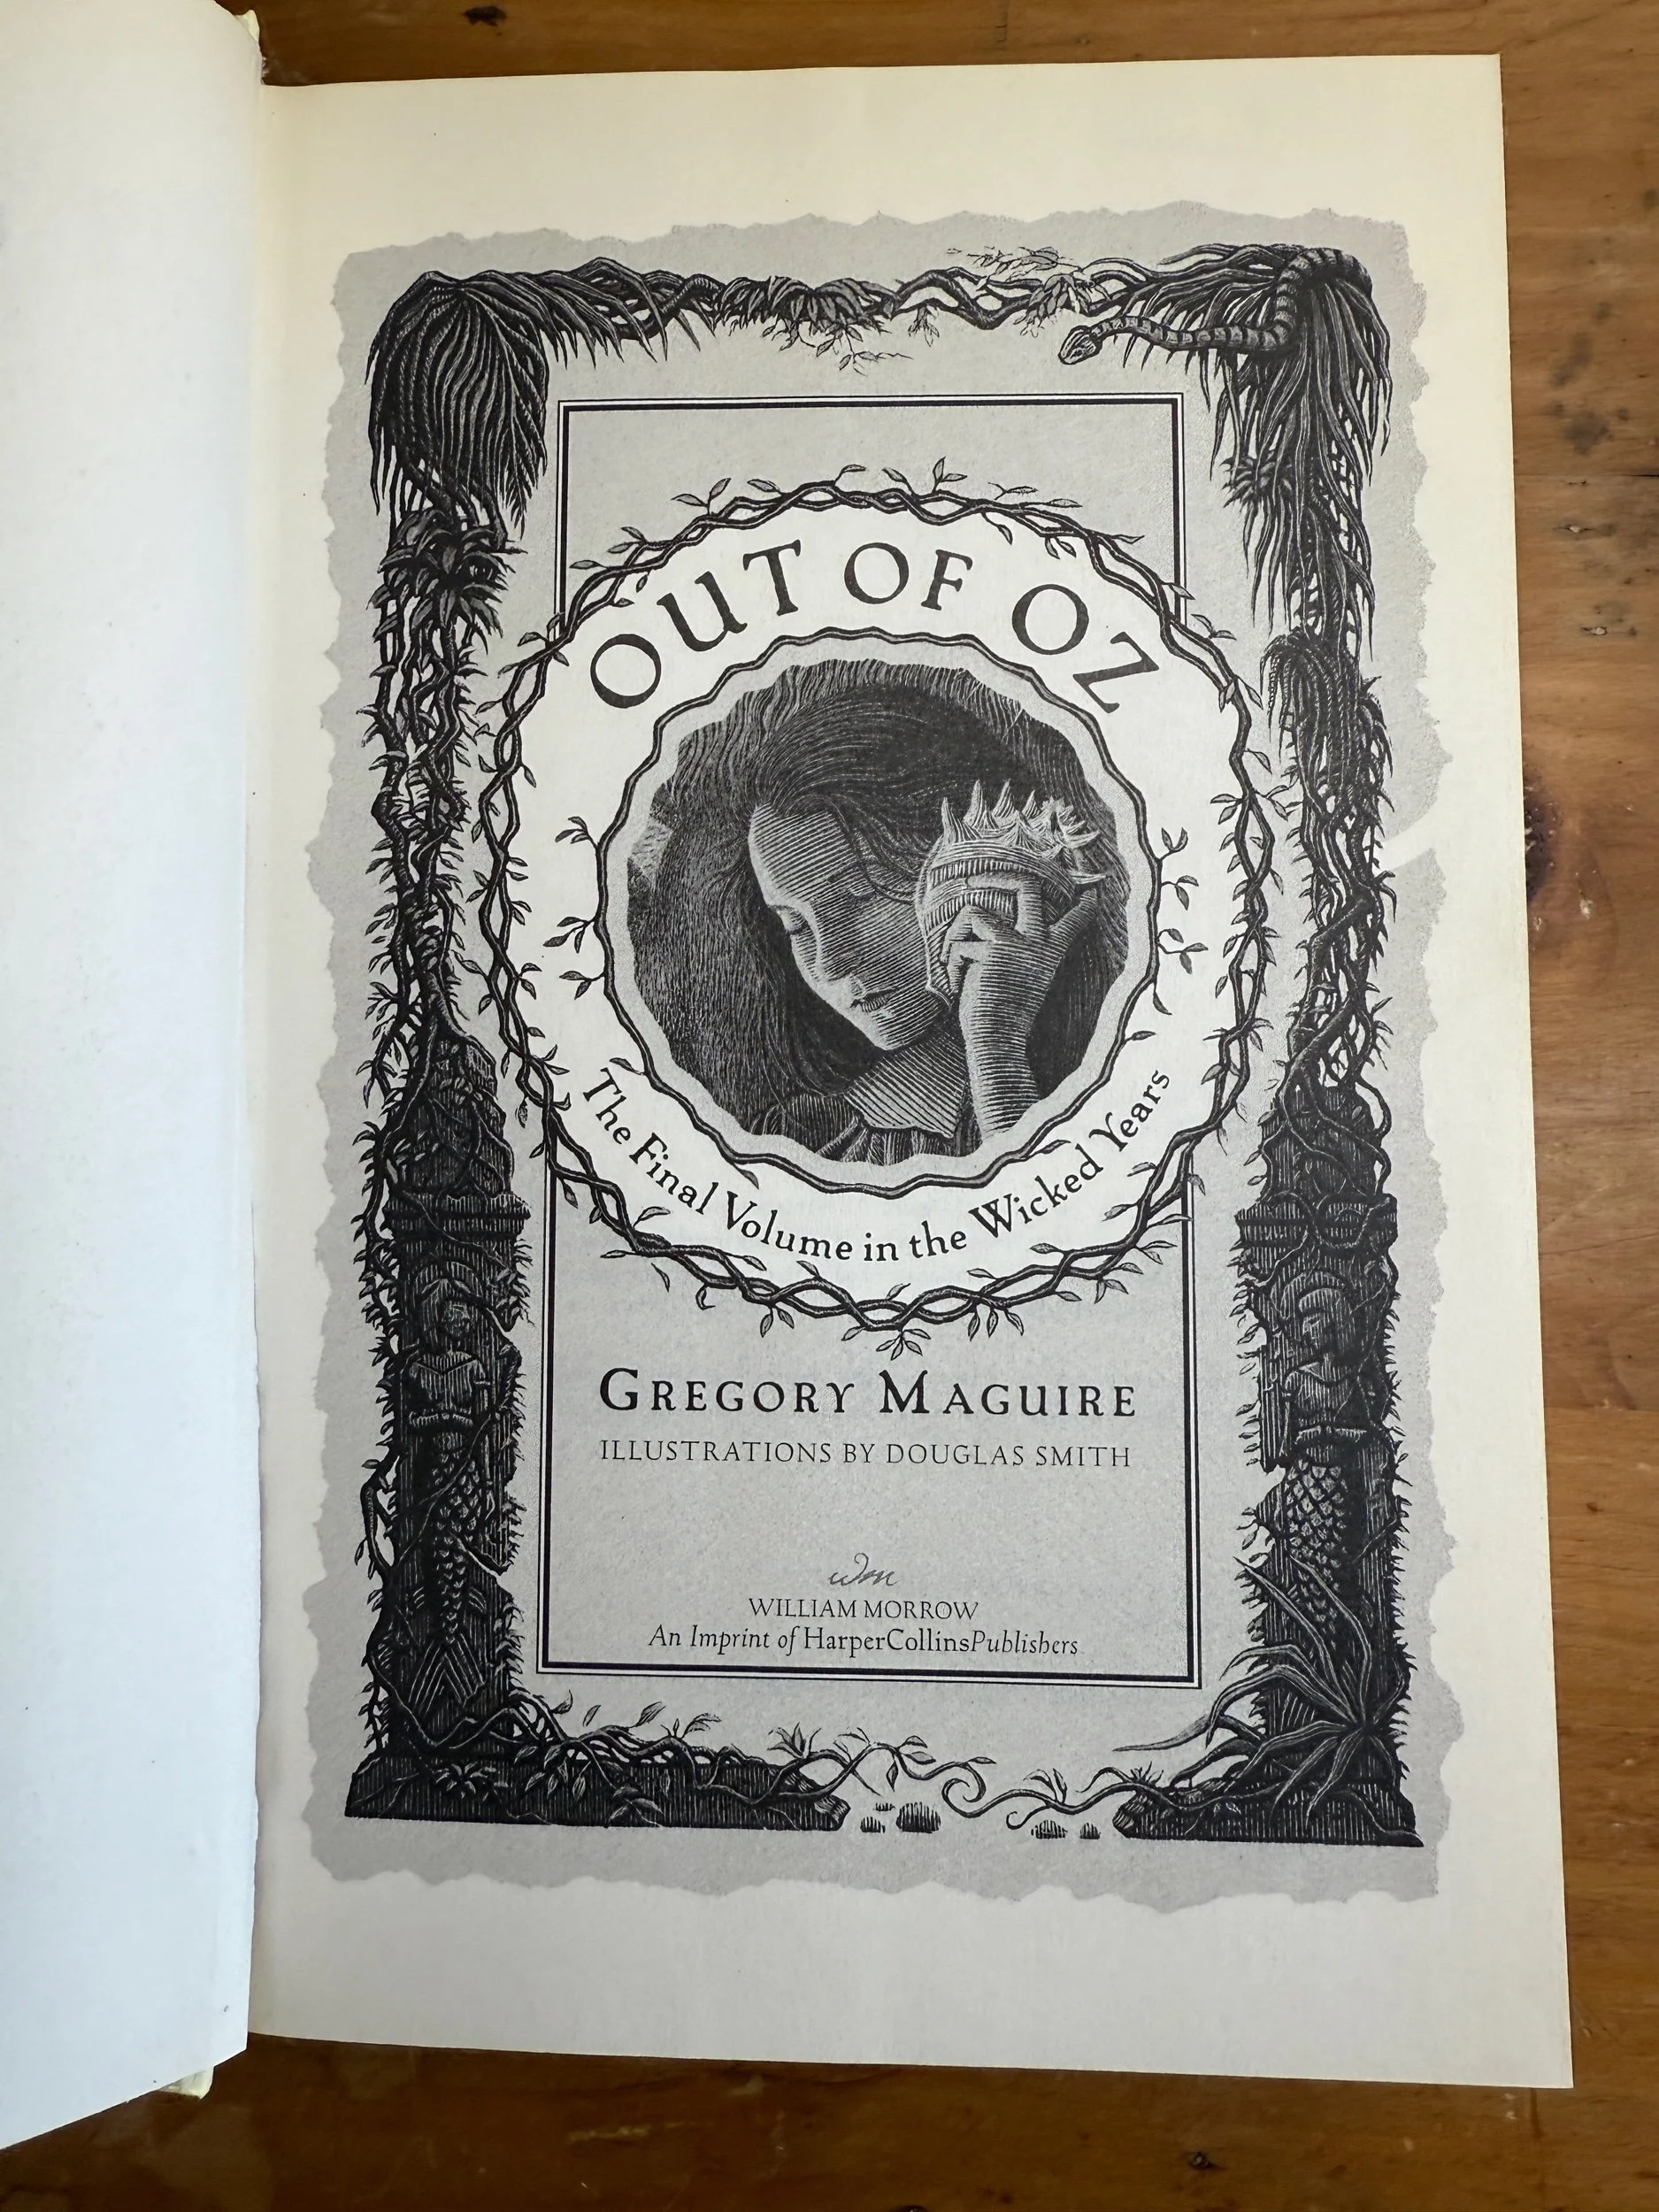 OUT OF OZ
The Final Volume in the Wicked Years
GREGORY MAGUIRE
ILLUSTRATIONS BY DOUGLAS SMITH
wm
WILLIAM MORROW
An Imprint of HarperCollinsPublishers